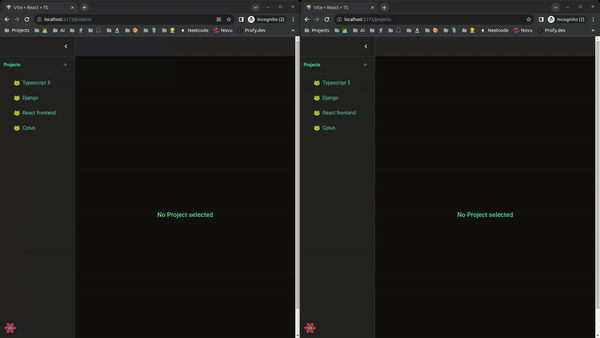 Vite + React + TS
localhost:5173/projects
Incognito (2)
Projects
AI
Neetcode
Novu
Profy.dev
Projects
Typescript 5
Django
React frontend
Cplus
No Project selected
Vite + React + TS
localhost:5173/projects
Incognito (2)
Projects
AI
Neetcode
Novu
Profy.dev
Projects
Typescript 5
Django
React frontend
Cplus
No Project selected